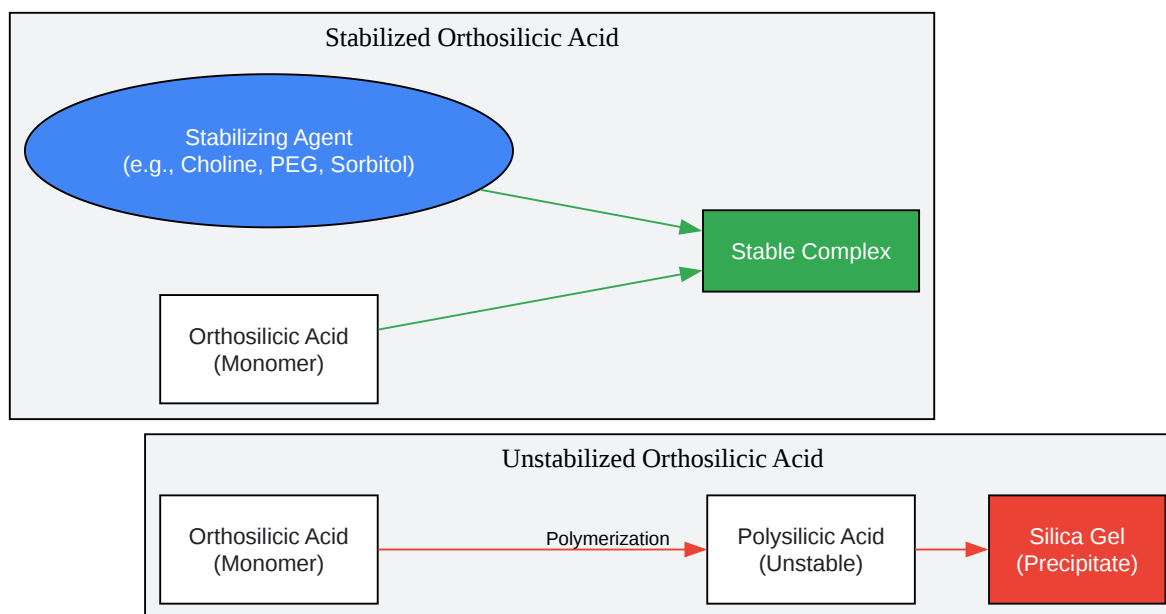 Stabilized Orthosilicic Acid
Stabilizing Agent
(e.g., Choline, PEG, Sorbitol)
Stable Complex
Orthosilicic Acid
(Monomer)
Unstabilized Orthosilicic Acid
Orthosilicic Acid
(Monomer)
Polymerization
Polysilicic Acid
(Unstable)
Silica Gel
(Precipitate)